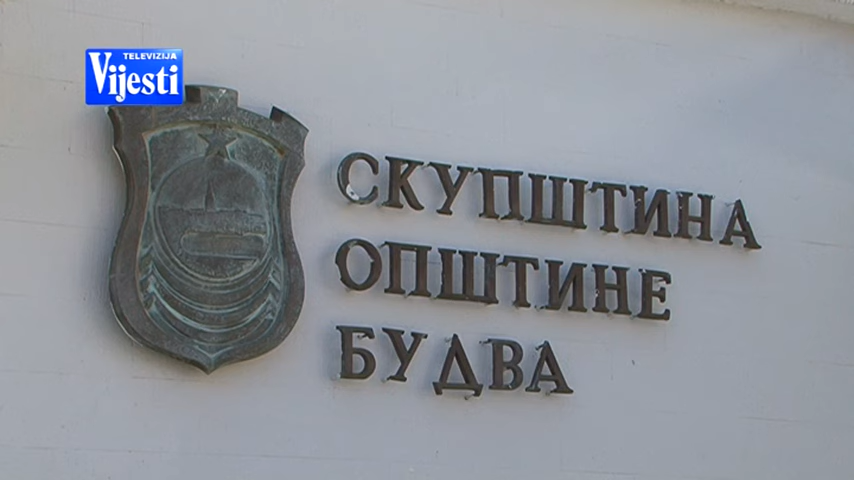 TELEVIZIJA
Vijesti
СКУПШТИНА
ОПШТИНЕ
БУДВА